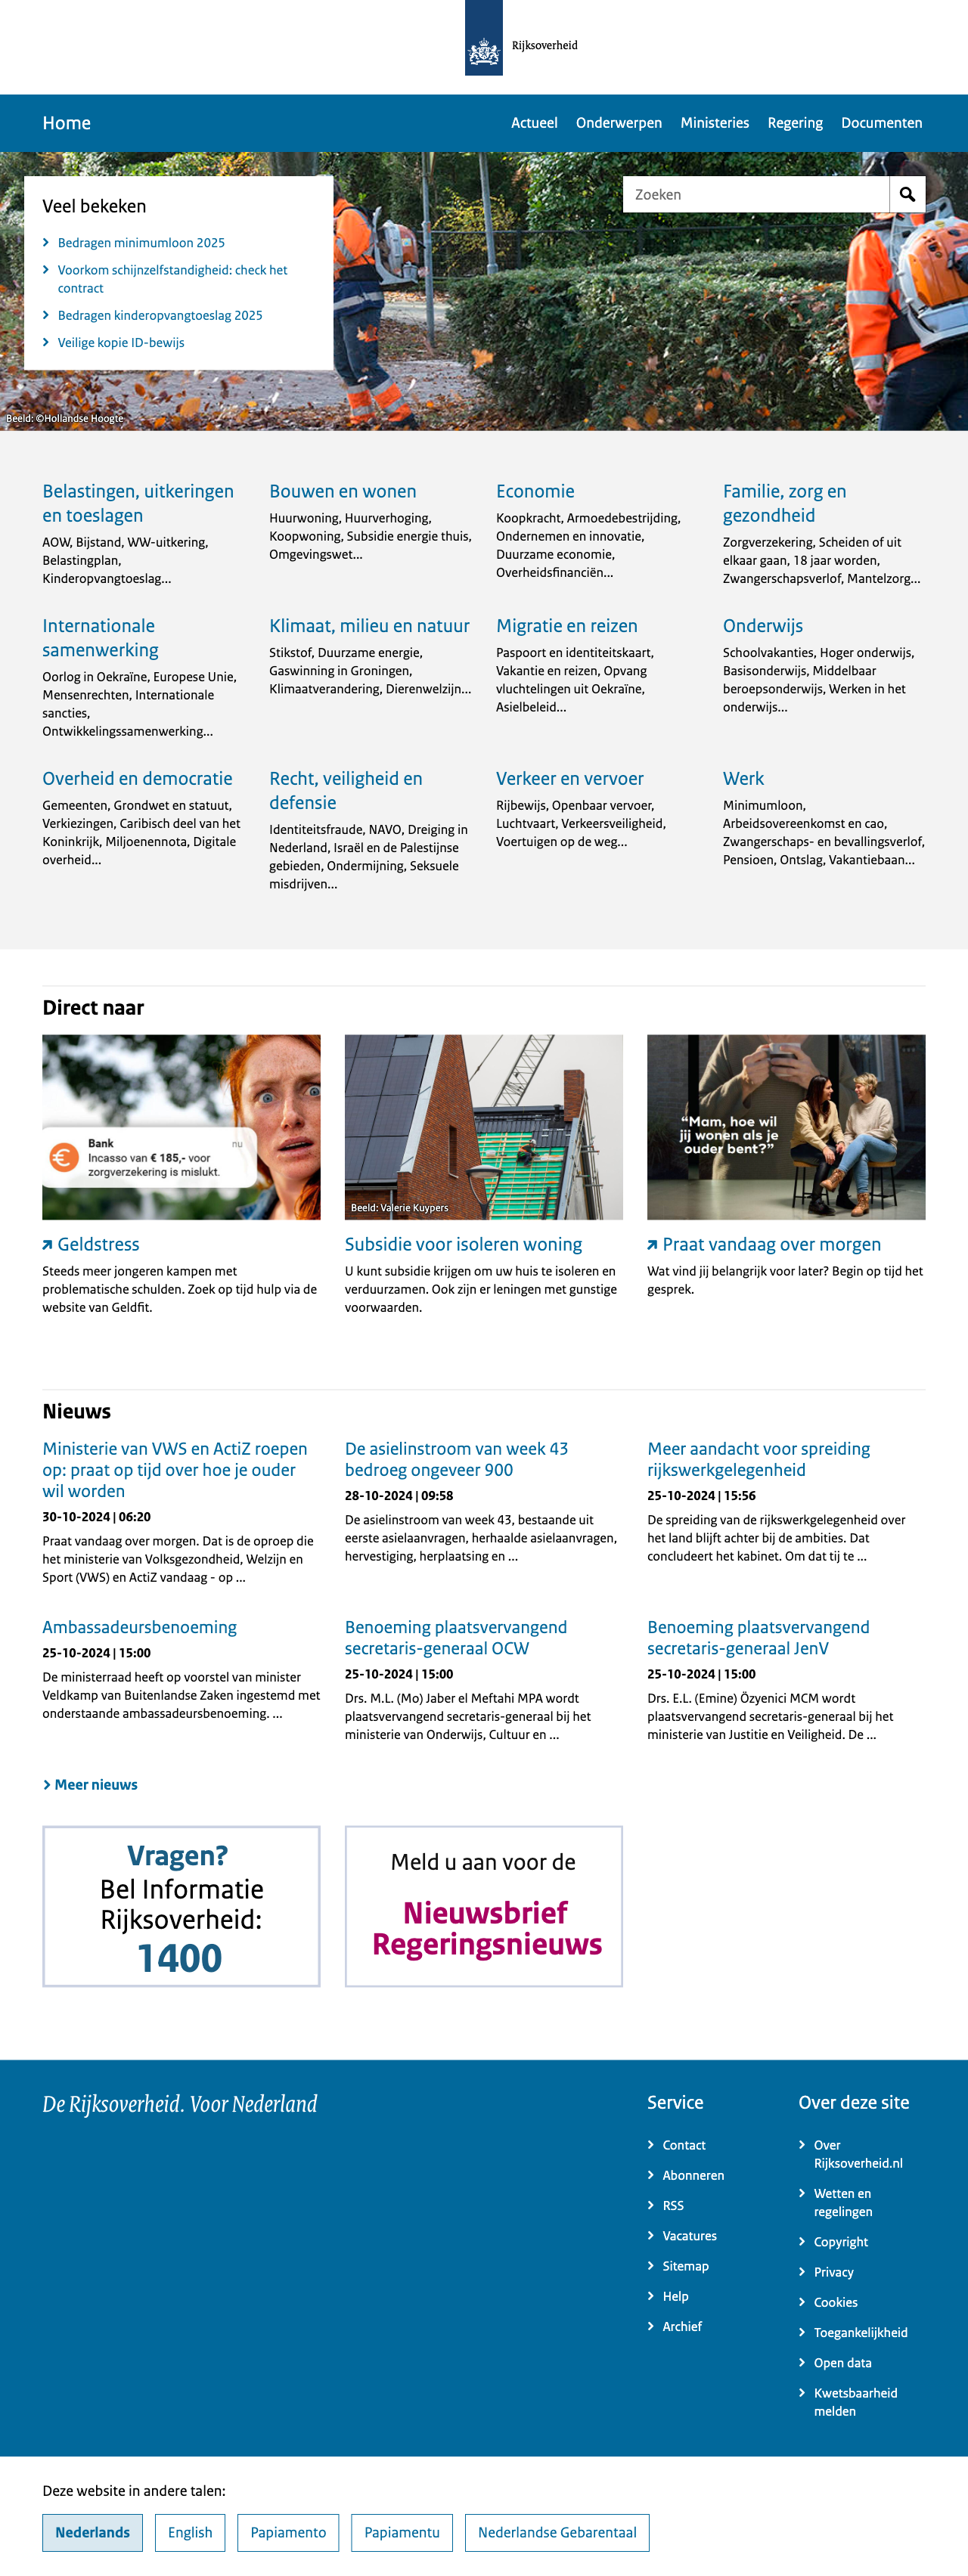 Rijksoverheid
Home
Actueel
Onderwerpen
Ministeries
Regering
Documenten
Veel bekeken
Bedragen minimumloon 2025
Voorkom schijnzelfstandigheid: check het
contract
Bedragen kinderopvangtoeslag 2025
Veilige kopie ID-bewijs
Zoeken
Beeld: ©Hollandse Hoogte
Belastingen, uitkeringen
en toeslagen
AOW, Bijstand, WW-uitkering,
Belastingplan,
Kinderopvangtoeslag...
Bouwen en wonen
Huurwoning, Huurverhoging,
Koopwoning, Subsidie energie thuis,
Omgevingswet...
Economie
Koopkracht, Armoedebestrijding,
Ondernemen en innovatie,
Duurzame economie,
Overheidsfinanciën...
Familie, zorg en
gezondheid
Zorgverzekering, Scheiden of uit
elkaar gaan, 18 jaar worden,
Zwangerschapsverlof, Mantelzorg...
Internationale
samenwerking
Oorlog in Oekraïne, Europese Unie,
Mensenrechten, Internationale
sancties,
Ontwikkelingssamenwerking...
Klimaat, milieu en natuur
Stikstof, Duurzame energie,
Gaswinning in Groningen,
Klimaatverandering, Dierenwelzijn...
Migratie en reizen
Paspoort en identiteitskaart,
Vakantie en reizen, Opvang
vluchtelingen uit Oekraïne,
Asielbeleid...
Onderwijs
Schoolvakanties, Hoger onderwijs,
Basisonderwijs, Middelbaar
beroepsonderwijs, Werken in het
onderwijs...
Overheid en democratie
Gemeenten, Grondwet en statuut,
Verkiezingen, Caribisch deel van het
Koninkrijk, Miljoenennota, Digitale
overheid...
Recht, veiligheid en
defensie
Identiteitsfraude, NAVO, Dreiging in
Nederland, Israël en de Palestijnse
gebieden, Ondermijning, Seksuele
misdrijven...
Verkeer en vervoer
Rijbewijs, Openbaar vervoer,
Luchtvaart, Verkeersveiligheid,
Voertuigen op de weg...
Werk
Minimumloon,
Arbeidsovereenkomst en cao,
Zwangerschaps- en bevallingsverlof,
Pensioen, Ontslag, Vakantiebaan...
Direct naar
Bank
nu
Incasso van € 185,- voor
zorgverzekering is mislukt.
Beeld: Valerie Kuypers
“Mam, hoe wil
jij wonen als je
ouder bent?”
Geldstress
Steeds meer jongeren kampen met
problematische schulden. Zoek op tijd hulp via de
website van Geldfit.
Subsidie voor isoleren woning
U kunt subsidie krijgen om uw huis te isoleren en
verduurzamen. Ook zijn er leningen met gunstige
voorwaarden.
Praat vandaag over morgen
Wat vind jij belangrijk voor later? Begin op tijd het
gesprek.
Nieuws
Ministerie van VWS en ActiZ roepen
op: praat op tijd over hoe je ouder
wil worden
30-10-2024 | 06:20
Praat vandaag over morgen. Dat is de oproep die
het ministerie van Volksgezondheid, Welzijn en
Sport (VWS) en ActiZ vandaag - op ...
De asielinstroom van week 43
bedroeg ongeveer 900
28-10-2024 | 09:58
De asielinstroom van week 43, bestaande uit
eerste asielaanvragen, herhaalde asielaanvragen,
hervestiging, herplaatsing en ...
Meer aandacht voor spreiding
rijkswerkgelegenheid
25-10-2024 | 15:56
De spreiding van de rijkswerkgelegenheid over
het land blijft achter bij de ambities. Dat
concludeert het kabinet. Om dat tij te ...
Ambassadeursbenoeming
25-10-2024 | 15:00
De ministerraad heeft op voorstel van minister
Veldkamp van Buitenlandse Zaken ingestemd met
onderstaande ambassadeursbenoeming. ...
Benoeming plaatsvervangend
secretaris-generaal OCW
25-10-2024 | 15:00
Drs. M.L. (Mo) Jaber el Meftahi MPA wordt
plaatsvervangend secretaris-generaal bij het
ministerie van Onderwijs, Cultuur en ...
Benoeming plaatsvervangend
secretaris-generaal JenV
25-10-2024 | 15:00
Drs. E.L. (Emine) Özyenici MCM wordt
plaatsvervangend secretaris-generaal bij het
ministerie van Justitie en Veiligheid. De ...
Meer nieuws
Vragen?
Bel Informatie
Rijksoverheid:
1400
Meld u aan voor de
Nieuwsbrief
Regeringsnieuws
De Rijksoverheid. Voor Nederland
Service
Contact
Abonneren
RSS
Vacatures
Sitemap
Help
Archief
Over deze site
Over
Rijksoverheid.nl
Wetten en
regelingen
Copyright
Privacy
Cookies
Toegankelijkheid
Open data
Kwetsbaarheid
melden
Deze website in andere talen:
Nederlands
English
Papiamento
Papiamentu
Nederlandse Gebarentaal